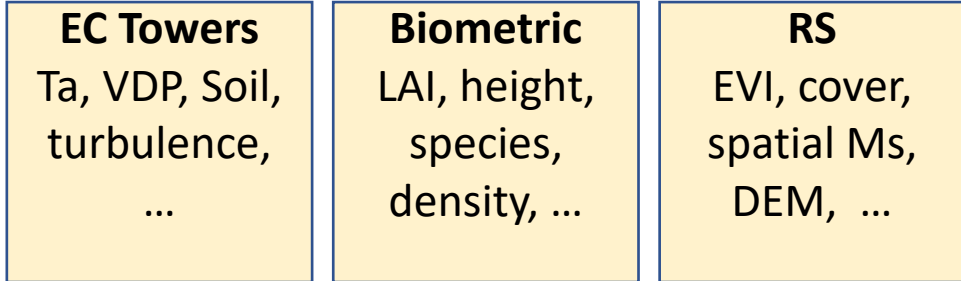 EC Towers
Ta, VDP, Soil,
turbulence,
…
Biometric
LAI, height,
species,
density, …
RS
EVI, cover,
spatial Ms,
DEM, …